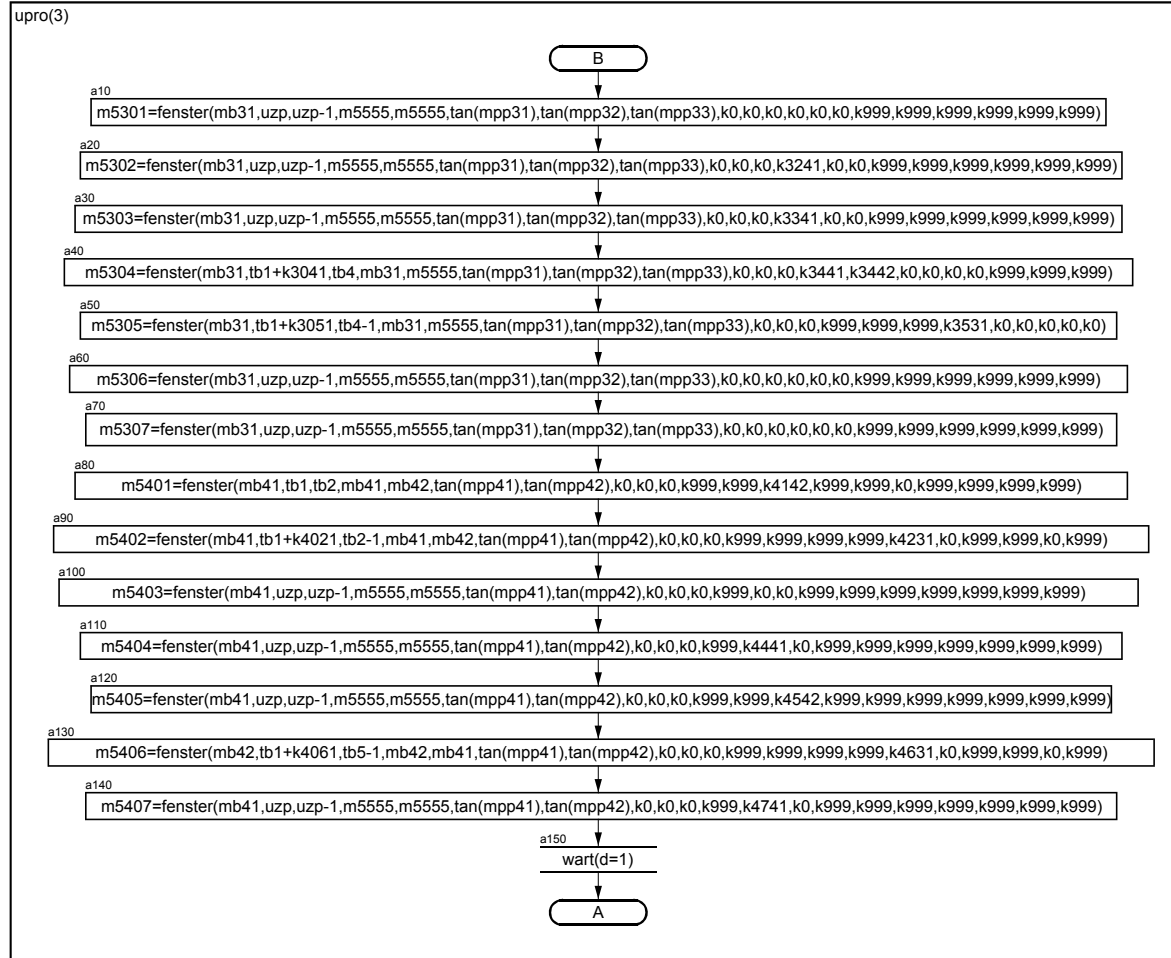 upro(3)
B
a10
m5301=fenster(mb31,uzp,uzp-1,m5555,m5555,tan(mpp31),tan(mpp32),tan(mpp33),k0,k0,k0,k0,k0,k0,k999,k999,k999,k999,k999,k999)
a20
m5302=fenster(mb31,uzp,uzp-1,m5555,m5555,tan(mpp31),tan(mpp32),tan(mpp33),k0,k0,k0,k3241,k0,k0,k999,k999,k999,k999,k999,k999)
a30
m5303=fenster(mb31,uzp,uzp-1,m5555,m5555,tan(mpp31),tan(mpp32),tan(mpp33),k0,k0,k0,k3341,k0,k0,k999,k999,k999,k999,k999,k999)
a40
m5304=fenster(mb31,tb1+k3041,tb4,mb31,m5555,tan(mpp31),tan(mpp32),tan(mpp33),k0,k0,k0,k3441,k3442,k0,k0,k0,k0,k999,k999,k999)
a50
m5305=fenster(mb31,tb1+k3051,tb4-1,mb31,m5555,tan(mpp31),tan(mpp32),tan(mpp33),k0,k0,k0,k999,k999,k999,k3531,k0,k0,k0,k0,k0)
a60
m5306=fenster(mb31,uzp,uzp-1,m5555,m5555,tan(mpp31),tan(mpp32),tan(mpp33),k0,k0,k0,k0,k0,k0,k999,k999,k999,k999,k999,k999)
a70
m5307=fenster(mb31,uzp,uzp-1,m5555,m5555,tan(mpp31),tan(mpp32),tan(mpp33),k0,k0,k0,k0,k0,k0,k999,k999,k999,k999,k999,k999)
a80
m5401=fenster(mb41,tb1,tb2,mb41,mb42,tan(mpp41),tan(mpp42),k0,k0,k0,k999,k999,k4142,k999,k999,k0,k999,k999,k999,k999)
a90
m5402=fenster(mb41,tb1+k4021,tb2-1,mb41,mb42,tan(mpp41),tan(mpp42),k0,k0,k0,k999,k999,k999,k999,k4231,k0,k999,k999,k0,k999)
a100
m5403=fenster(mb41,uzp,uzp-1,m5555,m5555,tan(mpp41),tan(mpp42),k0,k0,k0,k999,k0,k0,k999,k999,k999,k999,k999,k999,k999)
a110
m5404=fenster(mb41,uzp,uzp-1,m5555,m5555,tan(mpp41),tan(mpp42),k0,k0,k0,k999,k4441,k0,k999,k999,k999,k999,k999,k999,k999)
a120
m5405=fenster(mb41,uzp,uzp-1,m5555,m5555,tan(mpp41),tan(mpp42),k0,k0,k0,k999,k999,k4542,k999,k999,k999,k999,k999,k999,k999)
a130
m5406=fenster(mb42,tb1+k4061,tb5-1,mb42,mb41,tan(mpp41),tan(mpp42),k0,k0,k0,k999,k999,k999,k999,k4631,k0,k999,k999,k0,k999)
a140
m5407=fenster(mb41,uzp,uzp-1,m5555,m5555,tan(mpp41),tan(mpp42),k0,k0,k0,k999,k4741,k0,k999,k999,k999,k999,k999,k999,k999)
a150
wart(d=1)
A